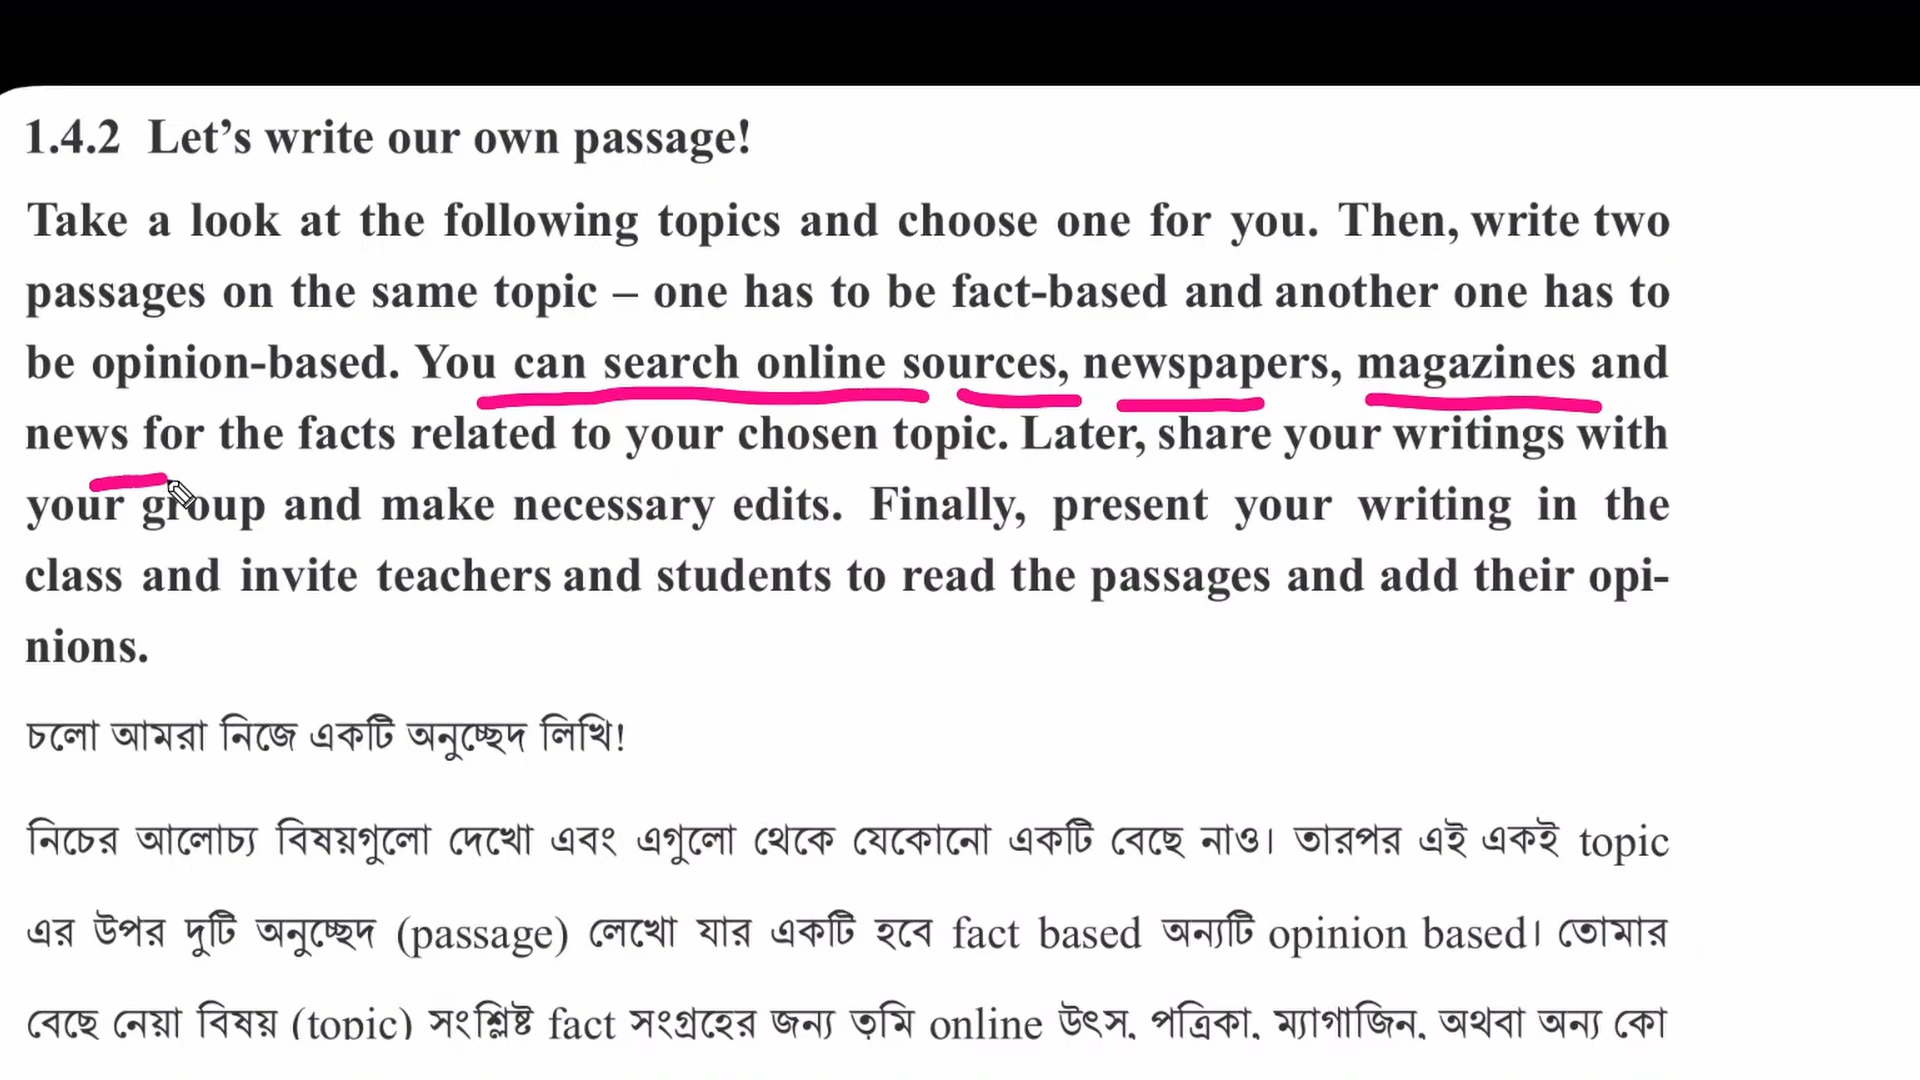 1.4.2 Let’s write our own passage!
Take a look at the following topics and choose one for you. Then, write two
passages on the same topic – one has to be fact-based and another one has to
be opinion-based. You can search online sources, newspapers, magazines and
news for the facts related to your chosen topic. Later, share your writings with
your group and make necessary edits. Finally, present your writing in the
class and invite teachers and students to read the passages and add their opi-
nions.
চলো আমরা নিজে একটি অনুচ্ছেদ লিখি!
নিচের আলোচ্য বিষয়গুলো দেখো এবং এগুলো থেকে যেকোনো একটি বেছে নাও। তারপর এই একই topic
এর উপর দুটি অনুচ্ছেদ (passage) লেখো যার একটি হবে fact based অন্যটি opinion based। তোমার
বেছে নেয়া বিষয় (topic) সংশ্লিষ্ট fact সংগ্রহের জন্য তুমি online উৎস, পত্রিকা, ম্যাগাজিন, অথবা অন্য কো